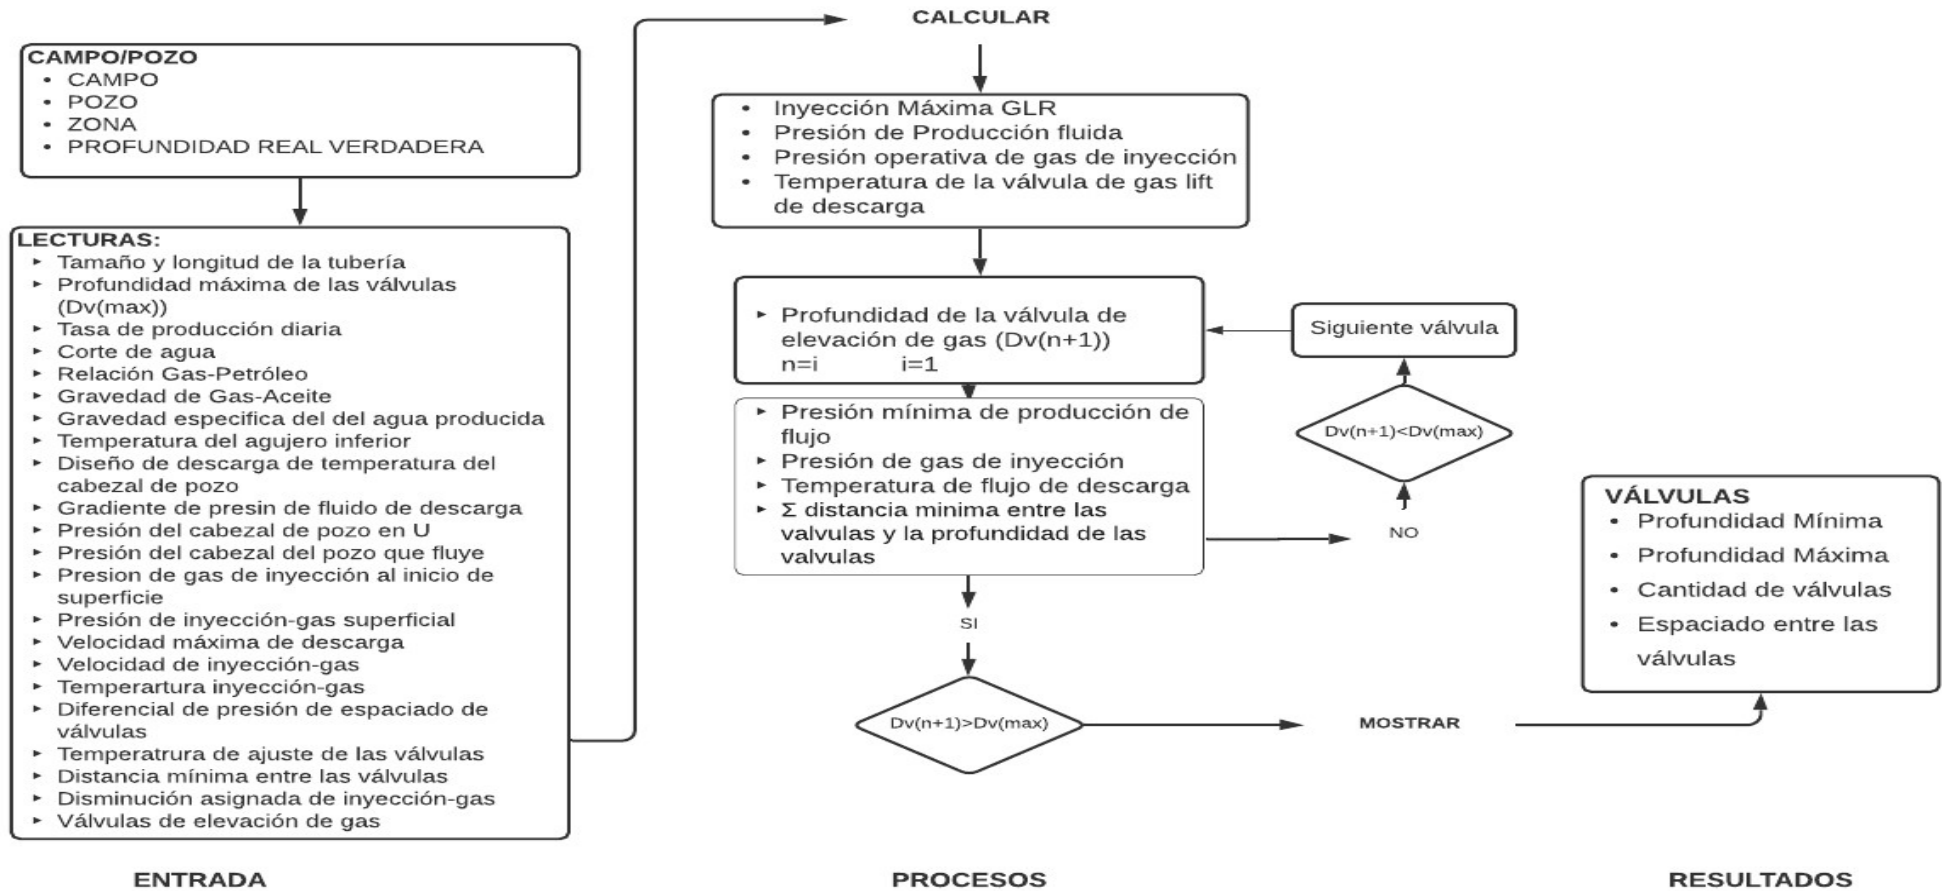 CAMPO/POZO
• CAMPO
• POZO
• ZONA
• PROFUNDIDAD REAL VERDADERA
LECTURAS:
► Tamaño y longitud de la tubería
► Profundidad máxima de las válvulas
(Dv(max))
► Tasa de producción diaria
► Corte de agua
► Relación Gas-Petróleo
► Gravedad de Gas-Aceite
► Gravedad especifica del del agua producida
► Temperatura del agujero inferior
► Diseño de descarga de temperatura del
cabezal de pozo
► Gradiente de presin de fluido de descarga
► Presión del cabezal de pozo en U
► Presión del cabezal del pozo que fluye
► Presion de gas de inyección al inicio de
superficie
► Presión de inyección-gas superficial
► Velocidad máxima de descarga
► Velocidad de inyección-gas
► Temperartura inyección-gas
► Diferencial de presión de espaciado de
válvulas
► Temperatrura de ajuste de las válvulas
► Distancia mínima entre las válvulas
► Disminución asignada de inyección-gas
► Válvulas de elevación de gas
ENTRADA
CALCULAR
• Inyección Máxima GLR
• Presión de Producción fluida
• Presión operativa de gas de inyección
• Temperatura de la válvula de gas lift
de descarga
► Profundidad de la válvula de
elevación de gas (Dv(n+1))
n=i i=1
► Presión mínima de producción de
flujo
► Presión de gas de inyección
► Temperatura de flujo de descarga
► Σ distancia minima entre las
valvulas y la profundidad de las
valvulas
NO
Dv(n+1)<Dv(max)
Siguiente válvula
SI
Dv(n+1)>Dv(max)
MOSTRAR
PROCESOS
VÁLVULAS
• Profundidad Mínima
• Profundidad Máxima
• Cantidad de válvulas
• Espaciado entre las
válvulas
RESULTADOS